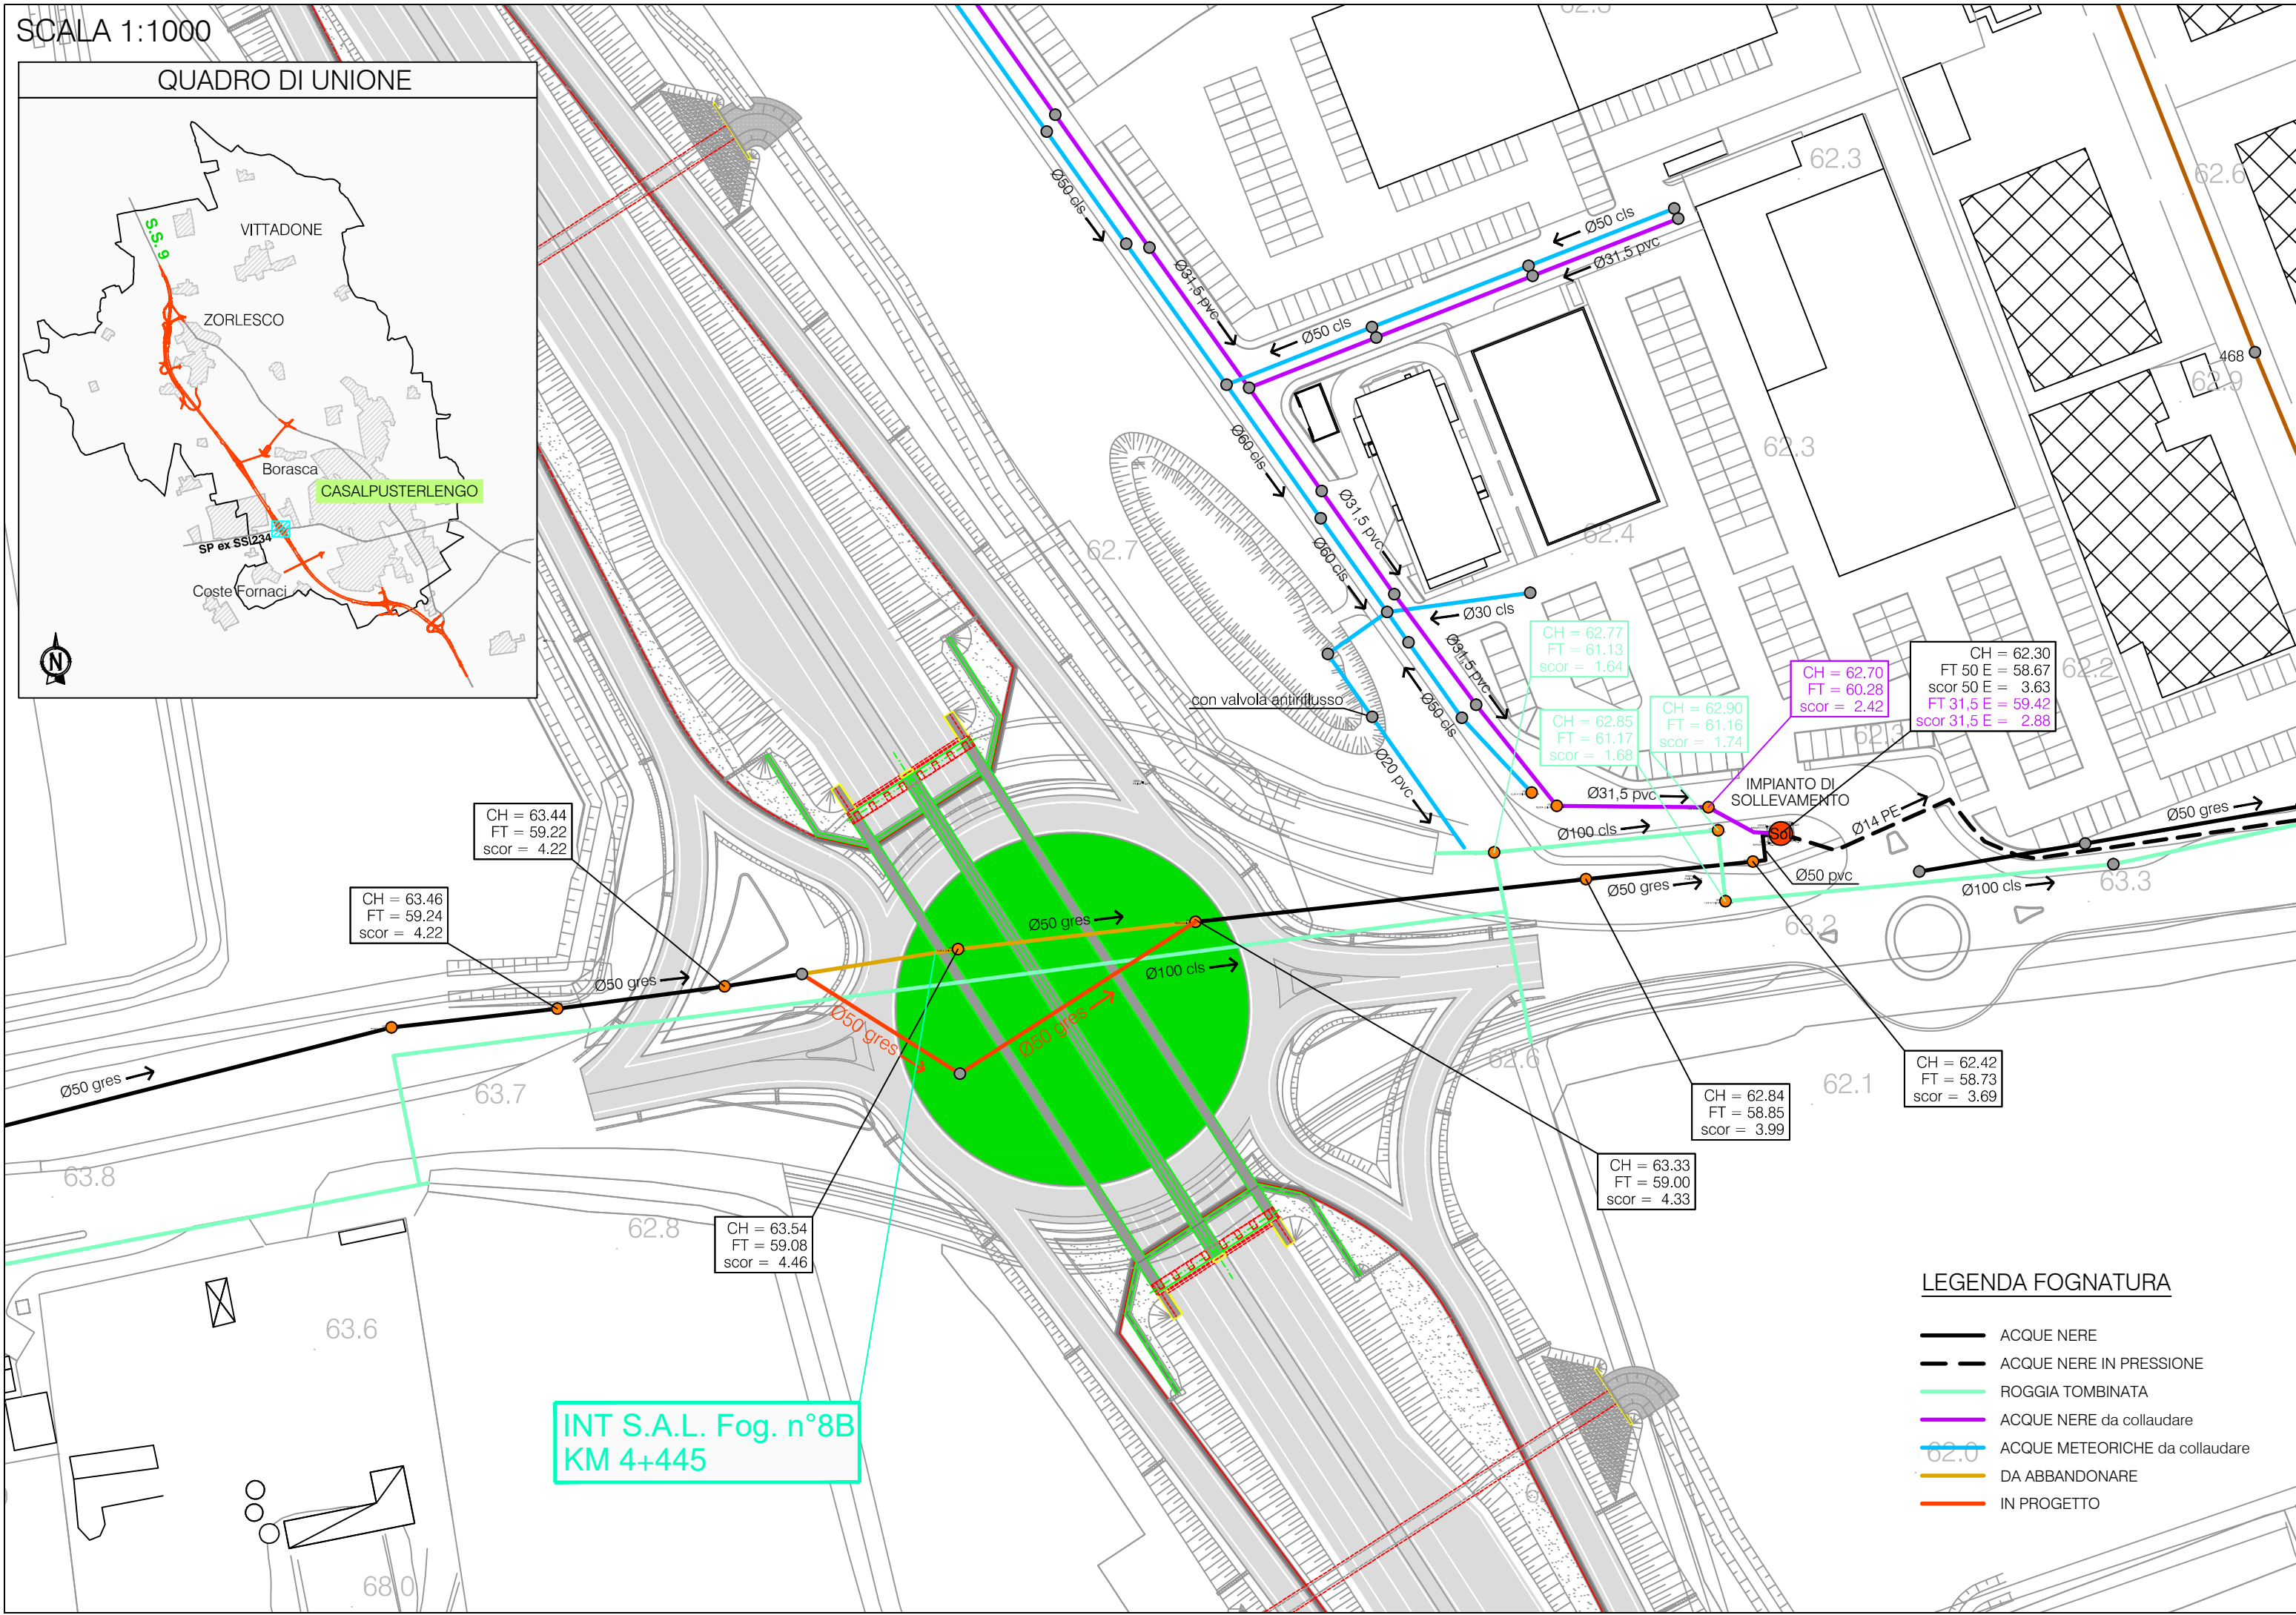 SCALA 1:1000
QUADRO DI UNIONE
VITTADONE
S.S. 9
ZORLESCO
Borasca
CASALPUSTERLENGO
SP ex SS 234
Coste Fornaci
N
62.3
62.6
Ø50 cls
Ø50 cls
Ø31,5 pvc
Ø31,5 pvc
Ø50 cls
468
62.9
62.3
Ø60 cls
Ø31,5 pvc
62.7
62.4
Ø60 cls
Ø30 cls
Ø31,5 pvc
Ø50 cls
con valvola antiriflusso
Ø20 pvc
CH = 62.77
FT = 61.13
scor = 1.64
CH = 62.85
FT = 61.17
scor = 1.68
CH = 62.90
FT = 61.16
scor = 1.74
CH = 62.70
FT = 60.28
scor = 2.42
CH = 62.30
FT 50 E = 58.67
scor 50 E = 3.63
FT 31,5 E = 59.42
scor 31,5 E = 2.88
62.2
62.3
IMPIANTO DI
SOLLEVAMENTO
Ø31,5 pvc
Ø100 cls
Sol
Ø14 PE
Ø50 gres
Ø50 pvc
Ø50 gres
Ø100 cls
63.3
63.2
CH = 63.44
FT = 59.22
scor = 4.22
CH = 63.46
FT = 59.24
scor = 4.22
Ø50 gres
Ø50 gres
Ø100 cls
Ø50 gres
Ø50 gres
Ø50 gres
63.7
62.6
62.1
CH = 62.42
FT = 58.73
scor = 3.69
CH = 62.84
FT = 58.85
scor = 3.99
CH = 63.33
FT = 59.00
scor = 4.33
63.8
62.8
CH = 63.54
FT = 59.08
scor = 4.46
63.6
INT S.A.L. Fog. n°8B
KM 4+445
68.0
LEGENDA FOGNATURA
ACQUE NERE
ACQUE NERE IN PRESSIONE
ROGGIA TOMBINATA
ACQUE NERE da collaudare
ACQUE METEORICHE da collaudare
62.0
DA ABBANDONARE
IN PROGETTO